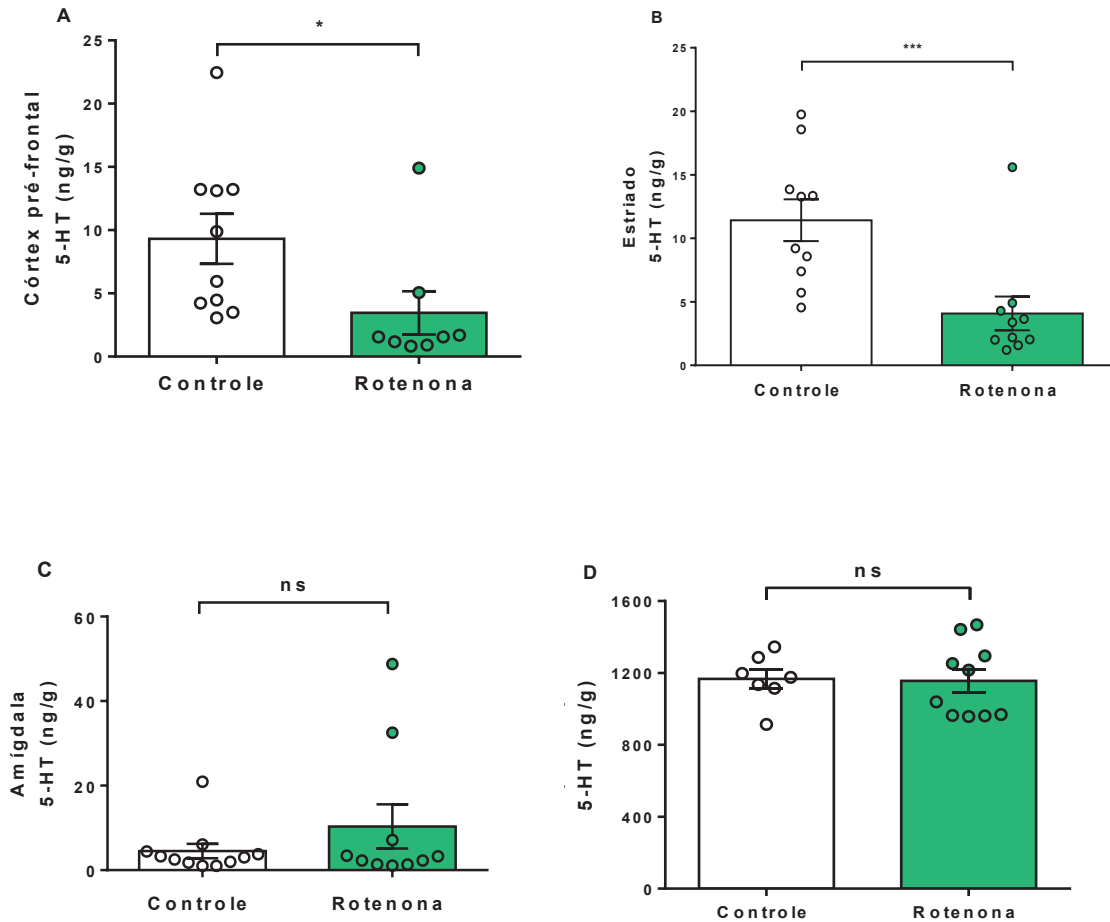 A
*
25
20
15
10
5
0
Córtex pré-frontal
5-HT (ng/g)
Controle
Rotenona
B
***
25
20
15
10
5
0
Estriado
5-HT (ng/g)
Controle
Rotenona
C
ns
60
40
20
0
Amígdala
5-HT (ng/g)
Controle
Rotenona
D
ns
1600
1200
800
400
0
5-HT (ng/g)
Controle
Rotenona